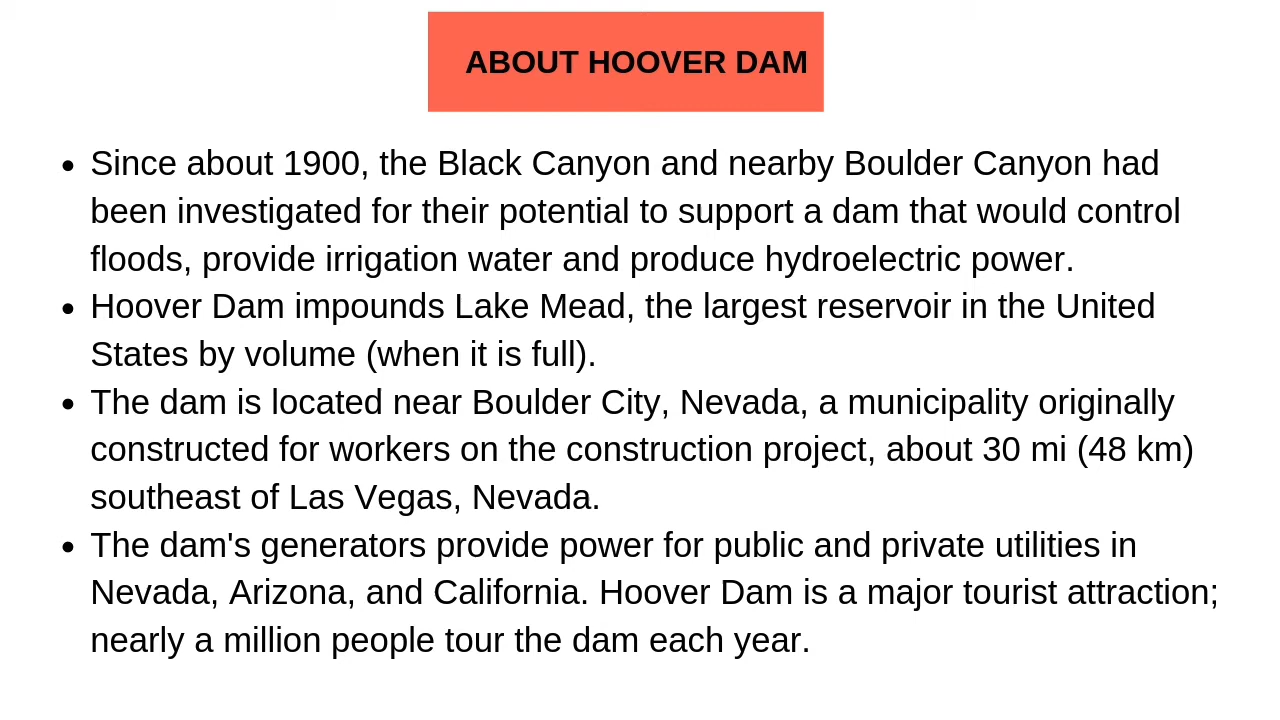 ABOUT HOOVER DAM
• Since about 1900, the Black Canyon and nearby Boulder Canyon had
been investigated for their potential to support a dam that would control
floods, provide irrigation water and produce hydroelectric power.
• Hoover Dam impounds Lake Mead, the largest reservoir in the United
States by volume (when it is full).
• The dam is located near Boulder City, Nevada, a municipality originally
constructed for workers on the construction project, about 30 mi (48 km)
southeast of Las Vegas, Nevada.
• The dam's generators provide power for public and private utilities in
Nevada, Arizona, and California. Hoover Dam is a major tourist attraction;
nearly a million people tour the dam each year.